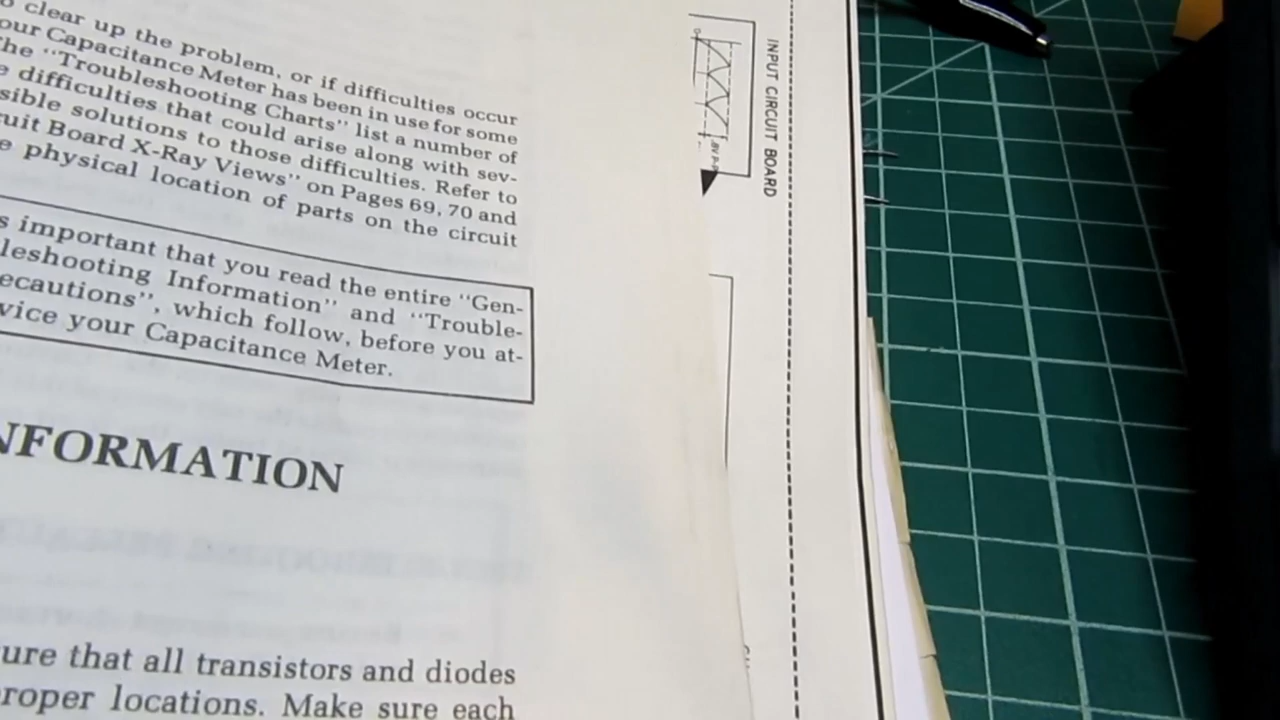 clear up the problem, or if difficulties occur
our Capacitance Meter has been in use for some
he "Troubleshooting Charts" list a number of
e difficulties that could arise along with sev-
sible solutions to those difficulties. Refer to
uit Board X-Ray Views" on Pages 69, 70 and
e physical location of parts on the circuit
s important that you read the entire "Gen-
leshooting Information" and "Trouble-
ecautions", which follow, before you at-
vice your Capacitance Meter.
NFORMATION
ure that all transistors and diodes
roper locations. Make sure each
INPUT CIRCUIT BOARD